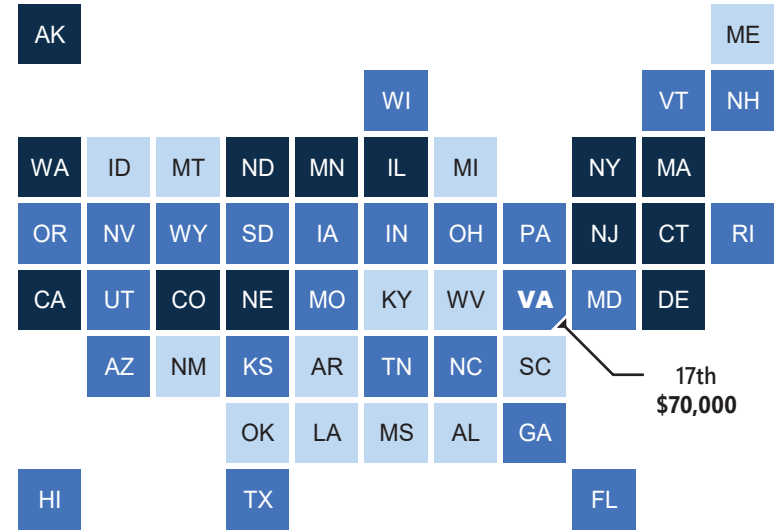 AK ME
WI VT NH
WA ID MT ND MN IL MI NY MA
OR NV WY SD IA IN OH PA NJ CT RI
CA UT CO NE MO KY WV VA MD DE
AZ NM KS AR TN NC SC
17th
$70,000
OK LA MS AL GA
HI TX FL